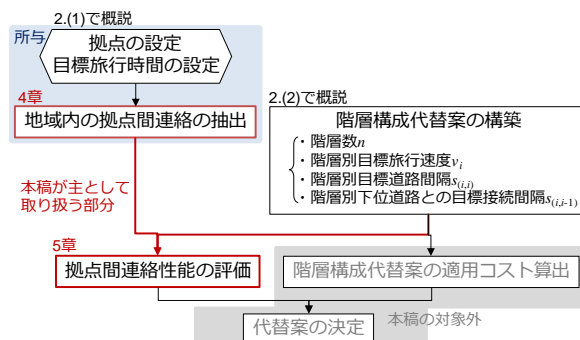 2.(1)で概説
所与
拠点の設定
目標旅行時間の設定
4章
地域内の拠点間連絡の抽出
2.(2)で概説
階層構成代替案の構築
・階層数n
・階層別目標旅行速度vi
・階層別目標道路間隔s(i,i)
・階層別下位道路との目標接続間隔s(i,i-1)
本稿が主として
取り扱う部分
5章
拠点間連絡性能の評価
階層構成代替案の適用コスト算出
本稿の対象外
代替案の決定